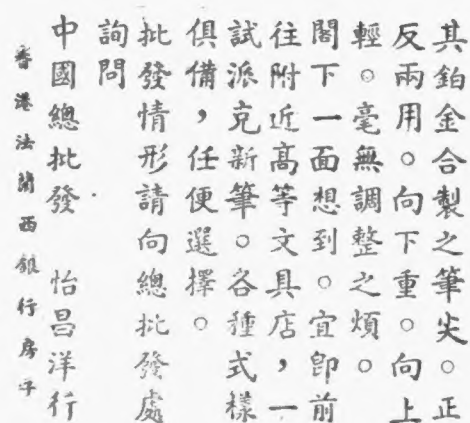 其鉑金合製之筆尖。正
反兩用。向下重。向上
輕。毫無調整之煩。
閣下一面想到。宜即前
往附近高等文具店，一
試派克新筆。各種式樣
俱備，任便選擇。
批發情形請向總批發處
詢問
中國總批發　怡昌洋行
香港法蘭西銀行房子